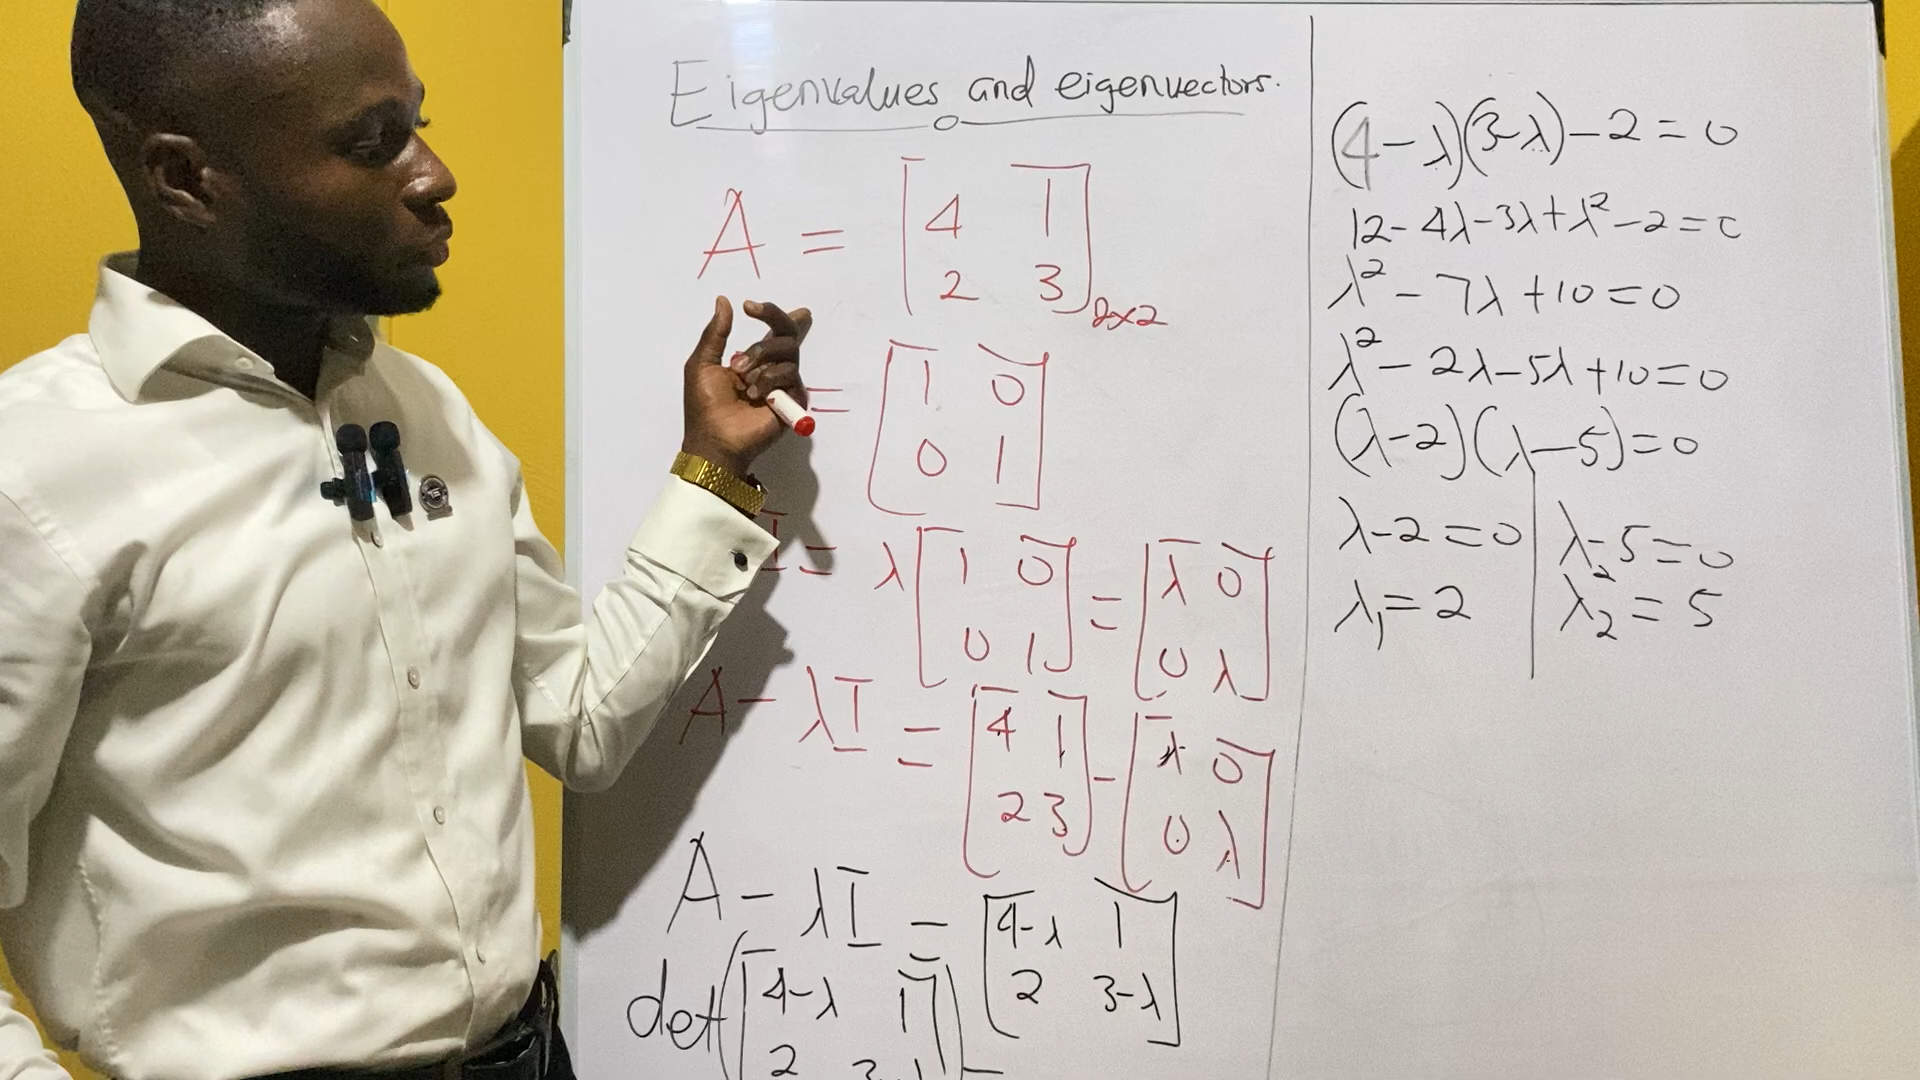 Eigenvalues and eigenvectors.
A = [4 1
2 3]2x2
= [1 0
0 1]
I = λ[1 0
0 1] = [λ 0
0 λ]
A - λI = [4 1
2 3] - [λ 0
0 λ]
A - λI = [4-λ 1
2 3-λ]
det([4-λ 1
2
(4-λ)(3-λ)-2=0
12-4λ-3λ+λ²-2=0
λ²-7λ+10=0
λ²-2λ-5λ+10=0
(λ-2)(λ-5)=0
λ-2=0 λ-5=0
λ₁=2 λ₂=5